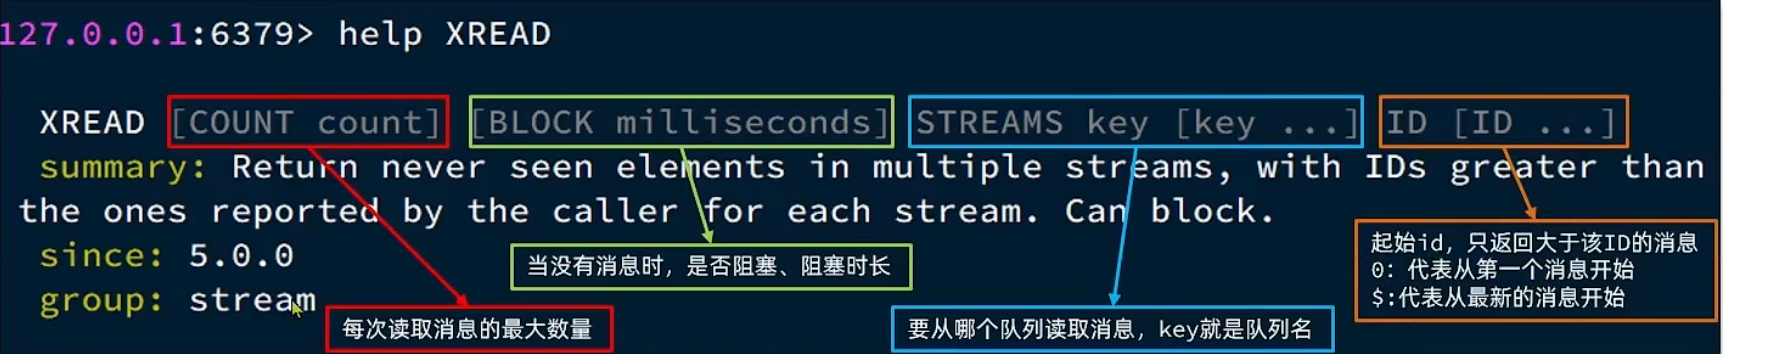 127.0.0.1:6379> help XREAD
XREAD [COUNT count] [BLOCK milliseconds] STREAMS key [key ...] ID [ID ...]
summary: Return never seen elements in multiple streams, with IDs greater than
the ones reported by the caller for each stream. Can block.
since: 5.0.0
group: stream
当没有消息时，是否阻塞、阻塞时长
起始id，只返回大于该ID的消息
0: 代表从第一个消息开始
$:代表从最新的消息开始
每次读取消息的最大数量
要从哪个队列读取消息，key就是队列名